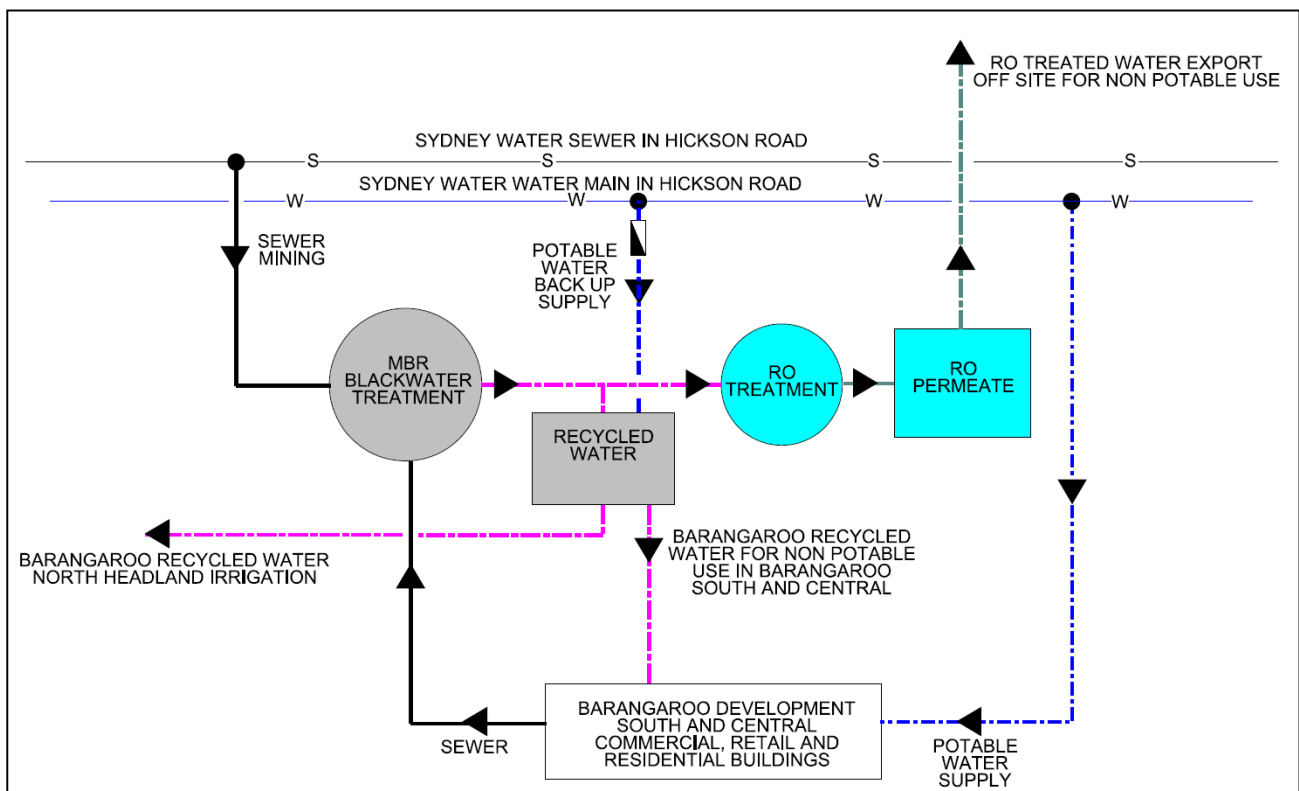 RO TREATED WATER EXPORT
OFF SITE FOR NON POTABLE USE
SYDNEY WATER SEWER IN HICKSON ROAD
S S S S
SYDNEY WATER WATER MAIN IN HICKSON ROAD
W W W W
SEWER
MINING
POTABLE
WATER
BACK UP
SUPPLY
MBR
BLACKWATER
TREATMENT
RO
TREATMENT
RO
PERMEATE
RECYCLED
WATER
BARANGAROO RECYCLED WATER
NORTH HEADLAND IRRIGATION
BARANGAROO RECYCLED
WATER FOR NON POTABLE
USE IN BARANGAROO
SOUTH AND CENTRAL
BARANGAROO DEVELOPMENT
SOUTH AND CENTRAL
COMMERCIAL, RETAIL AND
RESIDENTIAL BUILDINGS
SEWER
POTABLE
WATER
SUPPLY